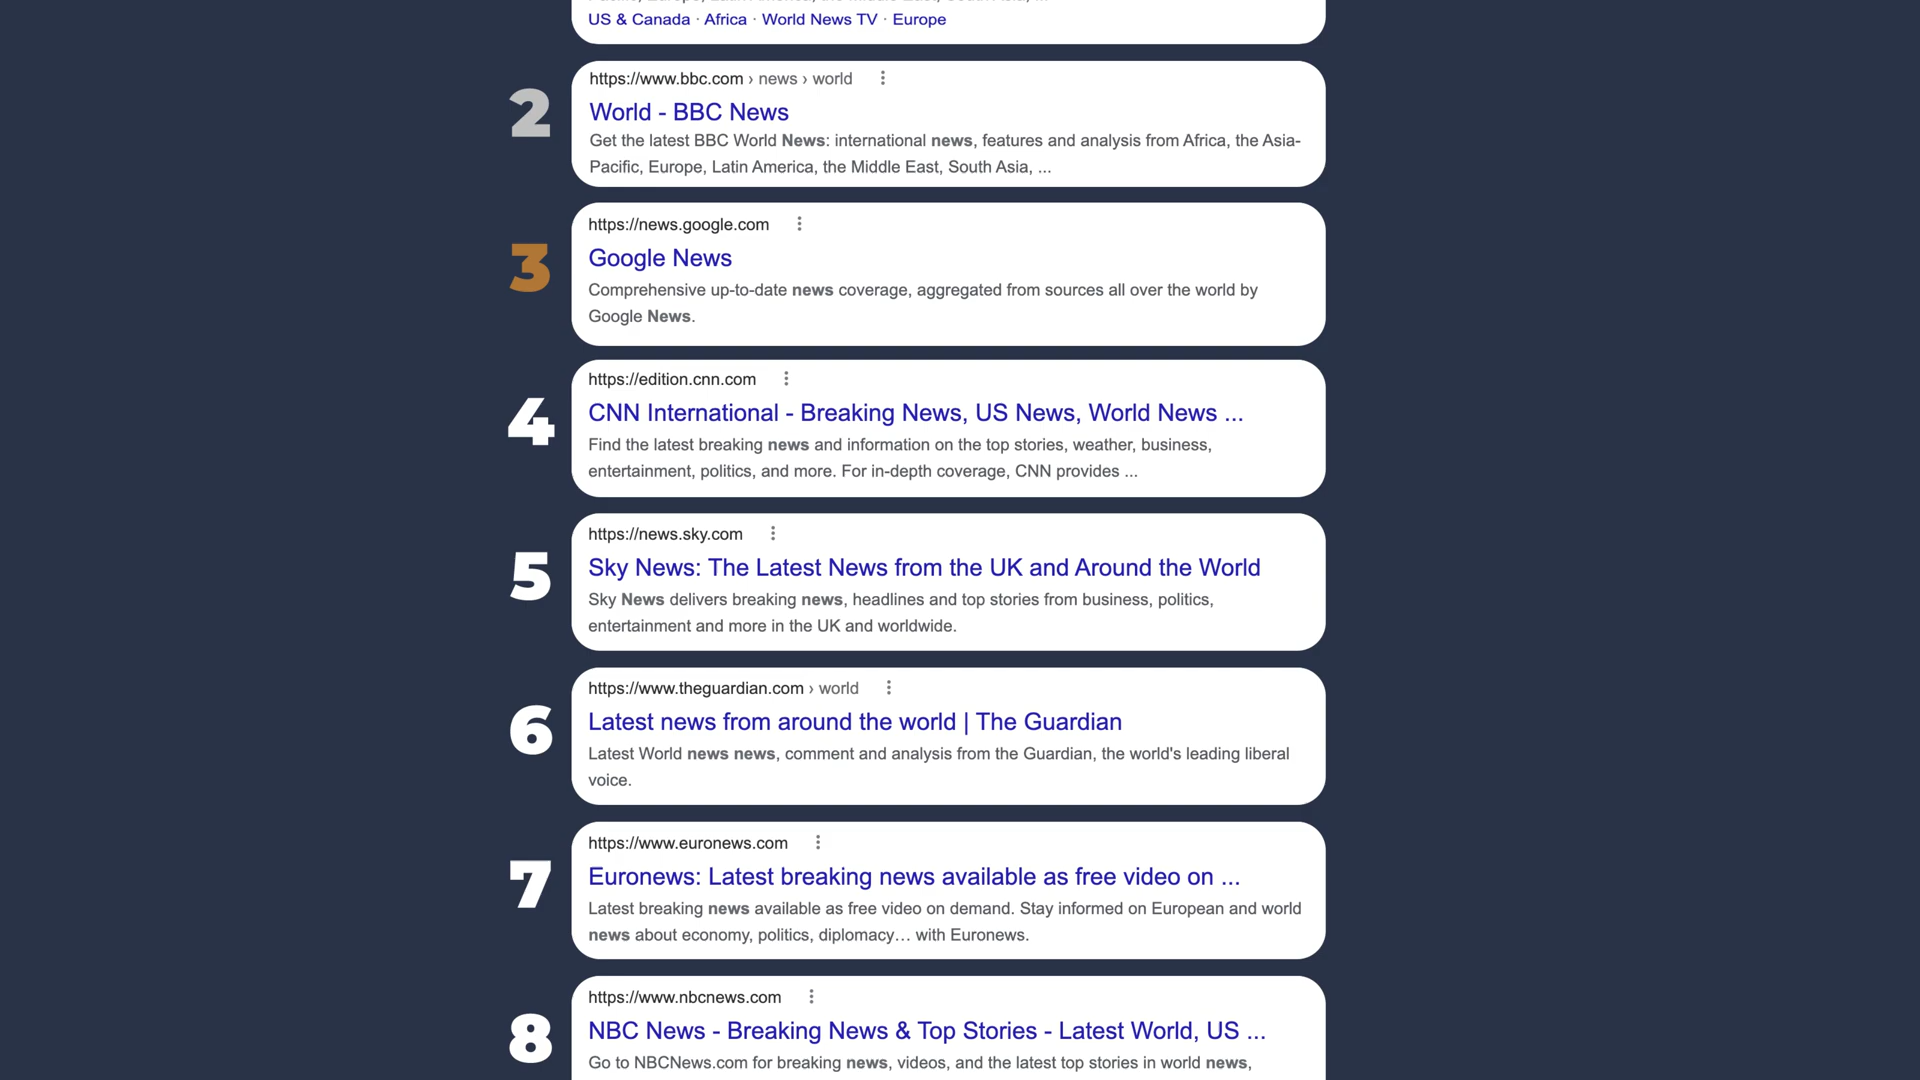 US & Canada · Africa · World News TV · Europe
2
https://www.bbc.com › news › world
World - BBC News
Get the latest BBC World News: international news, features and analysis from Africa, the Asia-
Pacific, Europe, Latin America, the Middle East, South Asia, ...
3
https://news.google.com
Google News
Comprehensive up-to-date news coverage, aggregated from sources all over the world by
Google News.
4
https://edition.cnn.com
CNN International - Breaking News, US News, World News ...
Find the latest breaking news and information on the top stories, weather, business,
entertainment, politics, and more. For in-depth coverage, CNN provides ...
5
https://news.sky.com
Sky News: The Latest News from the UK and Around the World
Sky News delivers breaking news, headlines and top stories from business, politics,
entertainment and more in the UK and worldwide.
6
https://www.theguardian.com › world
Latest news from around the world | The Guardian
Latest World news news, comment and analysis from the Guardian, the world's leading liberal
voice.
7
https://www.euronews.com
Euronews: Latest breaking news available as free video on ...
Latest breaking news available as free video on demand. Stay informed on European and world
news about economy, politics, diplomacy… with Euronews.
8
https://www.nbcnews.com
NBC News - Breaking News & Top Stories - Latest World, US ...
Go to NBCNews.com for breaking news, videos, and the latest top stories in world news,